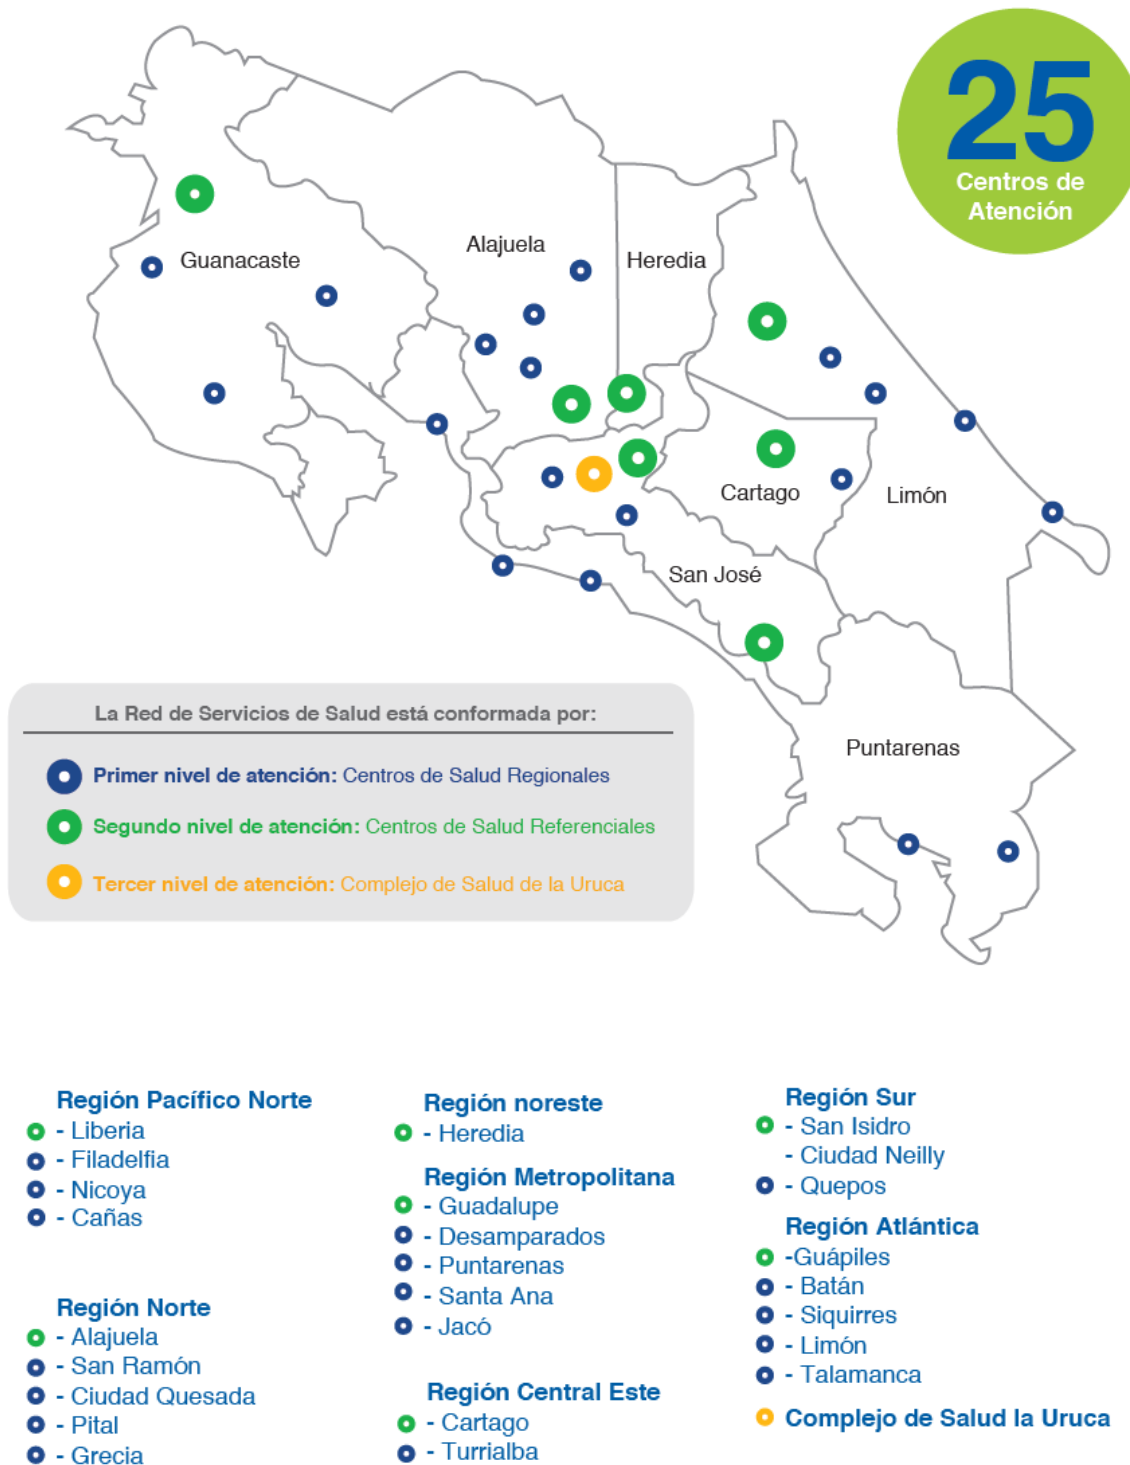 25
Centros de
Atención
Alajuela
Guanacaste
Heredia
Cartago
Limón
San José
Puntarenas
La Red de Servicios de Salud está conformada por:
Primer nivel de atención: Centros de Salud Regionales
Segundo nivel de atención: Centros de Salud Referenciales
Tercer nivel de atención: Complejo de Salud de la Uruca
Región Pacífico Norte
- Liberia
- Filadelfia
- Nicoya
- Cañas
Región Norte
- Alajuela
- San Ramón
- Ciudad Quesada
- Pital
- Grecia
Región noreste
- Heredia
Región Metropolitana
- Guadalupe
- Desamparados
- Puntarenas
- Santa Ana
- Jacó
Región Central Este
- Cartago
- Turrialba
Región Sur
- San Isidro
- Ciudad Neilly
- Quepos
Región Atlántica
-Guápiles
- Batán
- Siquirres
- Limón
- Talamanca
Complejo de Salud la Uruca